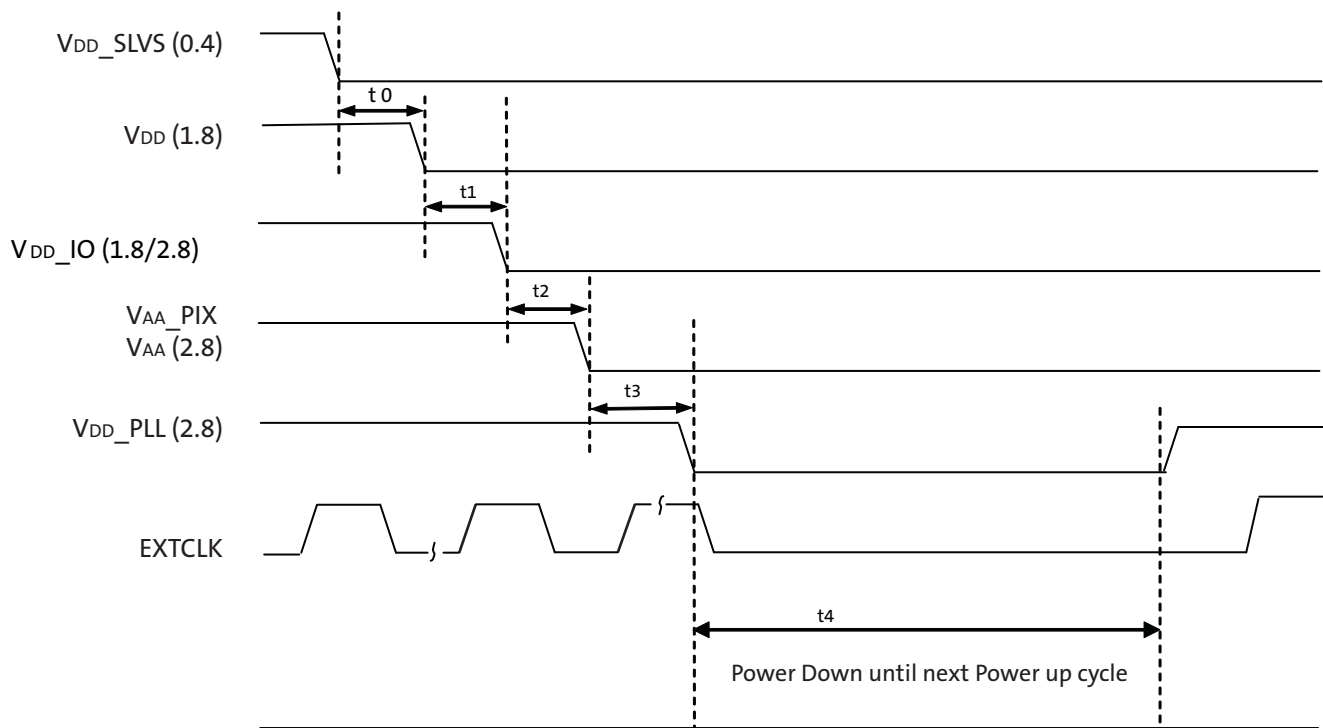 VDD_SLVS (0.4)
t 0
VDD (1.8)
t1
VDD_IO (1.8/2.8)
t2
VAA_PIX
VAA (2.8)
t3
VDD_PLL (2.8)
EXTCLK
t4
Power Down until next Power up cycle